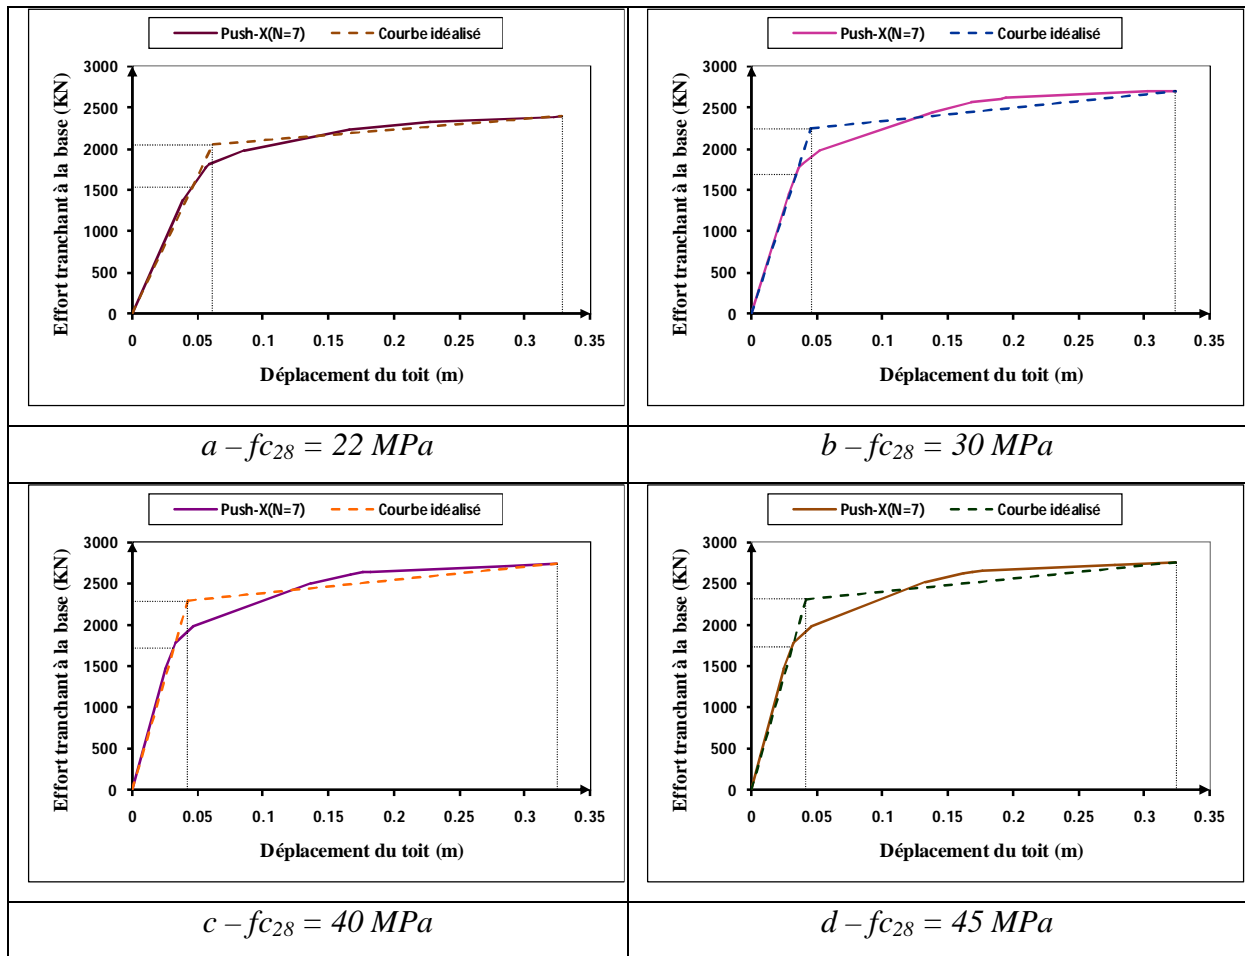 Push-X(N=7) Courbe idéalisé
Effort tranchant à la base (KN)
3000
2500
2000
1500
1000
500
0
0 0.05 0.1 0.15 0.2 0.25 0.3 0.35
Déplacement du toit (m)
a – fc28 = 22 MPa
Push-X(N=7) Courbe idéalisé
Effort tranchant à la base (KN)
3000
2500
2000
1500
1000
500
0
0 0.05 0.1 0.15 0.2 0.25 0.3 0.35
Déplacement du toit (m)
b – fc28 = 30 MPa
Push-X(N=7) Courbe idéalisé
Effort tranchant à la base (KN)
3000
2500
2000
1500
1000
500
0
0 0.05 0.1 0.15 0.2 0.25 0.3 0.35
Déplacement du toit (m)
c – fc28 = 40 MPa
Push-X(N=7) Courbe idéalisé
Effort tranchant à la base (KN)
3000
2500
2000
1500
1000
500
0
0 0.05 0.1 0.15 0.2 0.25 0.3 0.35
Déplacement du toit (m)
d – fc28 = 45 MPa